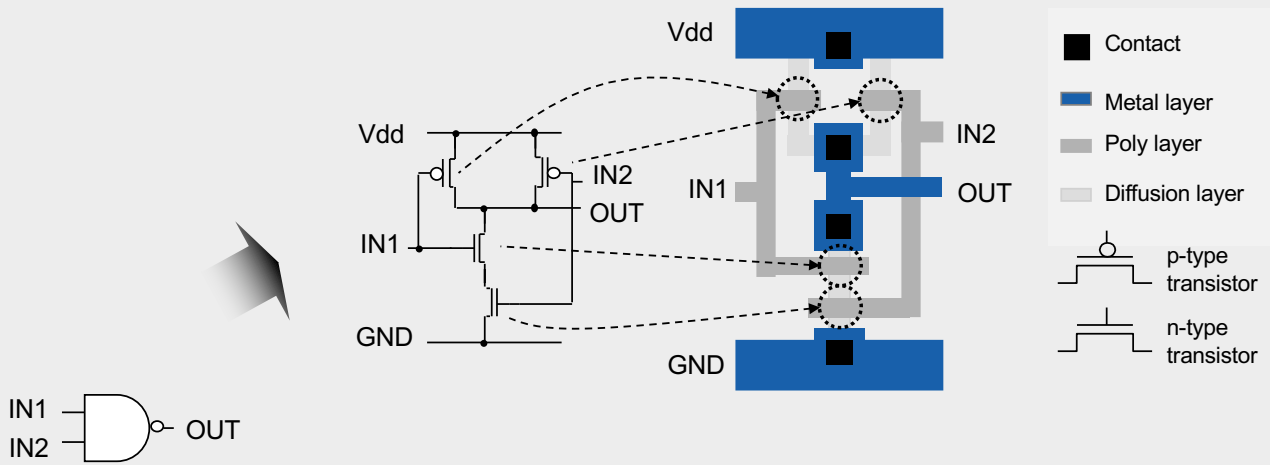 Vdd
IN2
OUT
IN1
GND
Vdd
IN2
IN1
OUT
GND
Contact
Metal layer
Poly layer
Diffusion layer
p-type
transistor
n-type
transistor
IN1
IN2
OUT